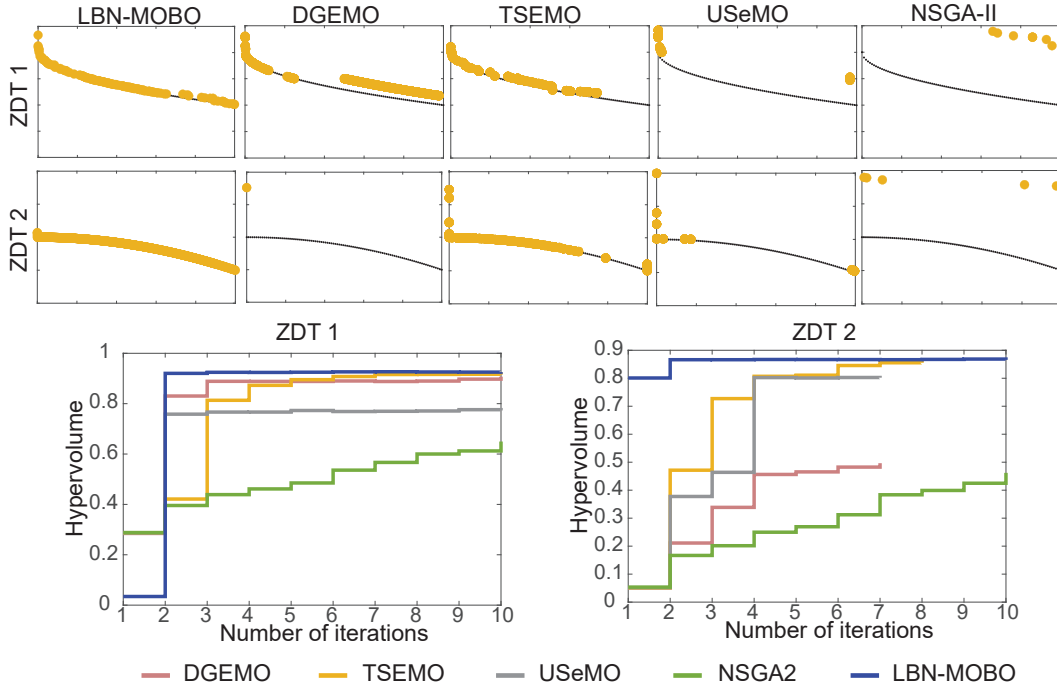 LBN-MOBO DGEMO TSEMO USeMO NSGA-II
ZDT 1
ZDT 2
ZDT 1
Hypervolume
1
0.8
0.6
0.4
0.2
0
1 2 3 4 5 6 7 8 9 10
Number of iterations
ZDT 2
Hypervolume
0.9
0.8
0.7
0.6
0.5
0.4
0.3
0.2
0.1
0
1 2 3 4 5 6 7 8 9 10
Number of iterations
DGEMO TSEMO USeMO NSGA2 LBN-MOBO